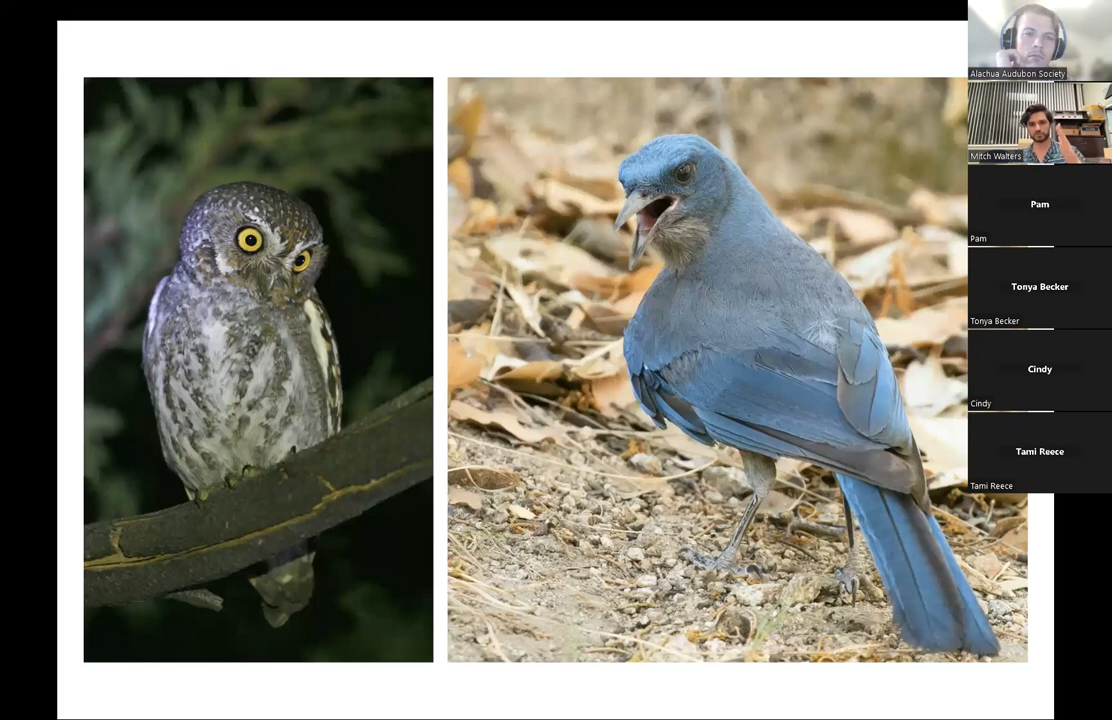 Alachua Audubon Society
Mitch Walters
Pam
Pam
Tonya Becker
Tonya Becker
Cindy
Cindy
Tami Reece
Tami Reece